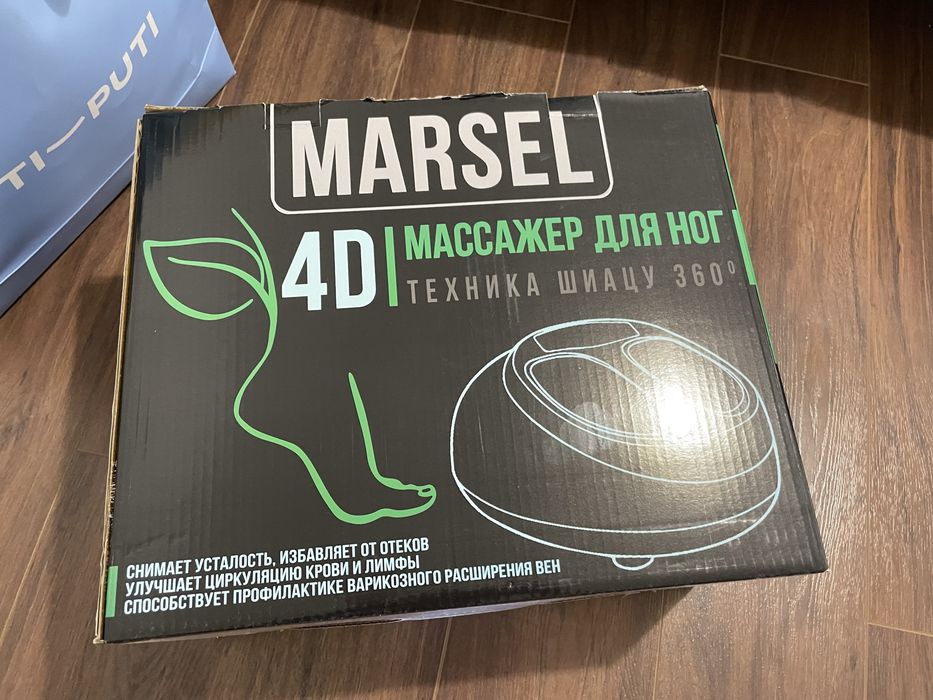 TI–PUTI
MARSEL
4D
МАССАЖЕР ДЛЯ НОГ
ТЕХНИКА ШИАЦУ 360°
СНИМАЕТ УСТАЛОСТЬ, ИЗБАВЛЯЕТ ОТ ОТЕКОВ
УЛУЧШАЕТ ЦИРКУЛЯЦИЮ КРОВИ И ЛИМФЫ
СПОСОБСТВУЕТ ПРОФИЛАКТИКЕ ВАРИКОЗНОГО РАСШИРЕНИЯ ВЕН